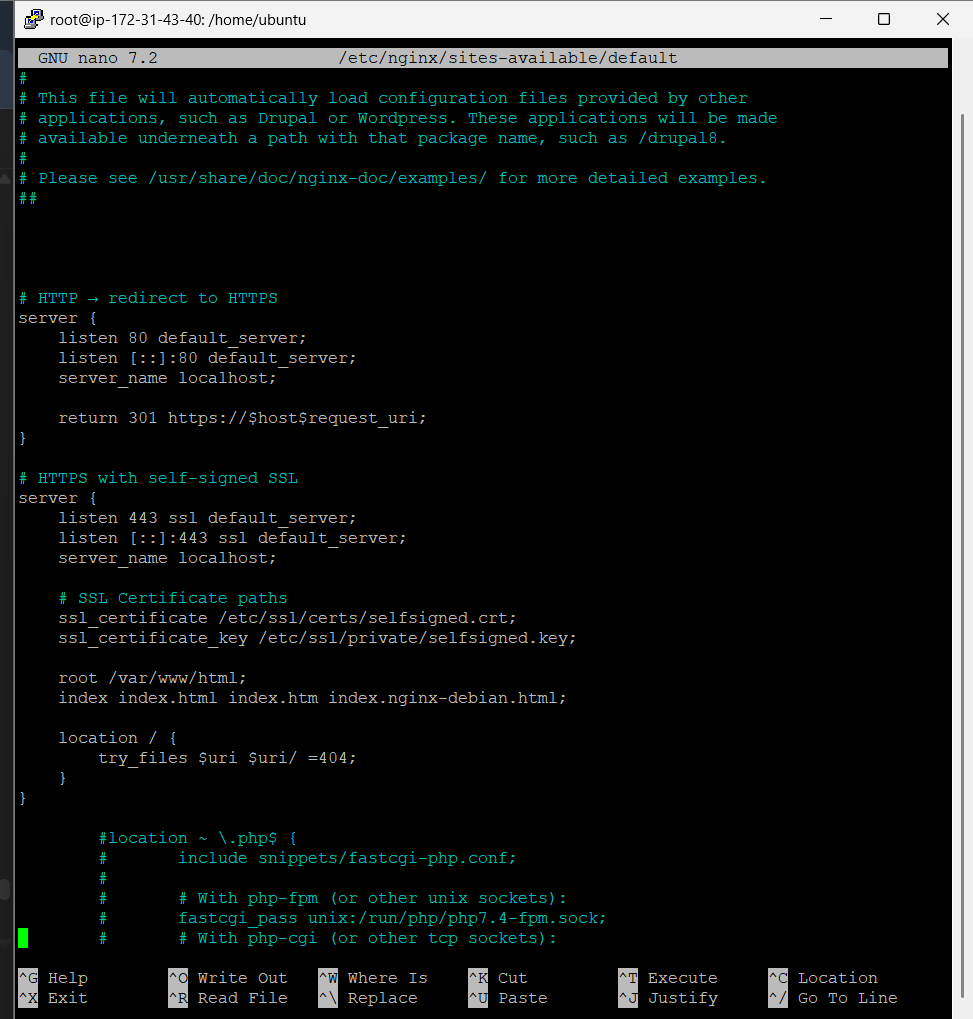 root@ip-172-31-43-40: /home/ubuntu
GNU nano 7.2 /etc/nginx/sites-available/default
#
# This file will automatically load configuration files provided by other
# applications, such as Drupal or Wordpress. These applications will be made
# available underneath a path with that package name, such as /drupal8.
#
# Please see /usr/share/doc/nginx-doc/examples/ for more detailed examples.
##
# HTTP → redirect to HTTPS
server {
    listen 80 default_server;
    listen [::]:80 default_server;
    server_name localhost;
    return 301 https://$host$request_uri;
}
# HTTPS with self-signed SSL
server {
    listen 443 ssl default_server;
    listen [::]:443 ssl default_server;
    server_name localhost;
    # SSL Certificate paths
    ssl_certificate /etc/ssl/certs/selfsigned.crt;
    ssl_certificate_key /etc/ssl/private/selfsigned.key;
    root /var/www/html;
    index index.html index.htm index.nginx-debian.html;
    location / {
        try_files $uri $uri/ =404;
    }
}
        #location ~ \.php$ {
        #       include snippets/fastcgi-php.conf;
        #
        #       # With php-fpm (or other unix sockets):
        #       fastcgi_pass unix:/run/php/php7.4-fpm.sock;
        #       # With php-cgi (or other tcp sockets):
^G Help ^O Write Out ^W Where Is ^K Cut ^T Execute ^C Location
^X Exit ^R Read File ^\ Replace ^U Paste ^J Justify ^/ Go To Line